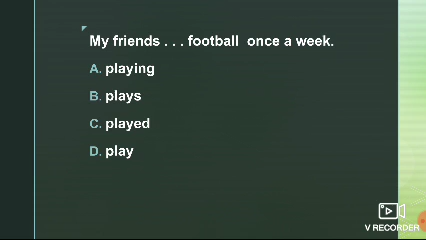 My friends . . . football once a week.
A. playing
B. plays
C. played
D. play
V RECORDER